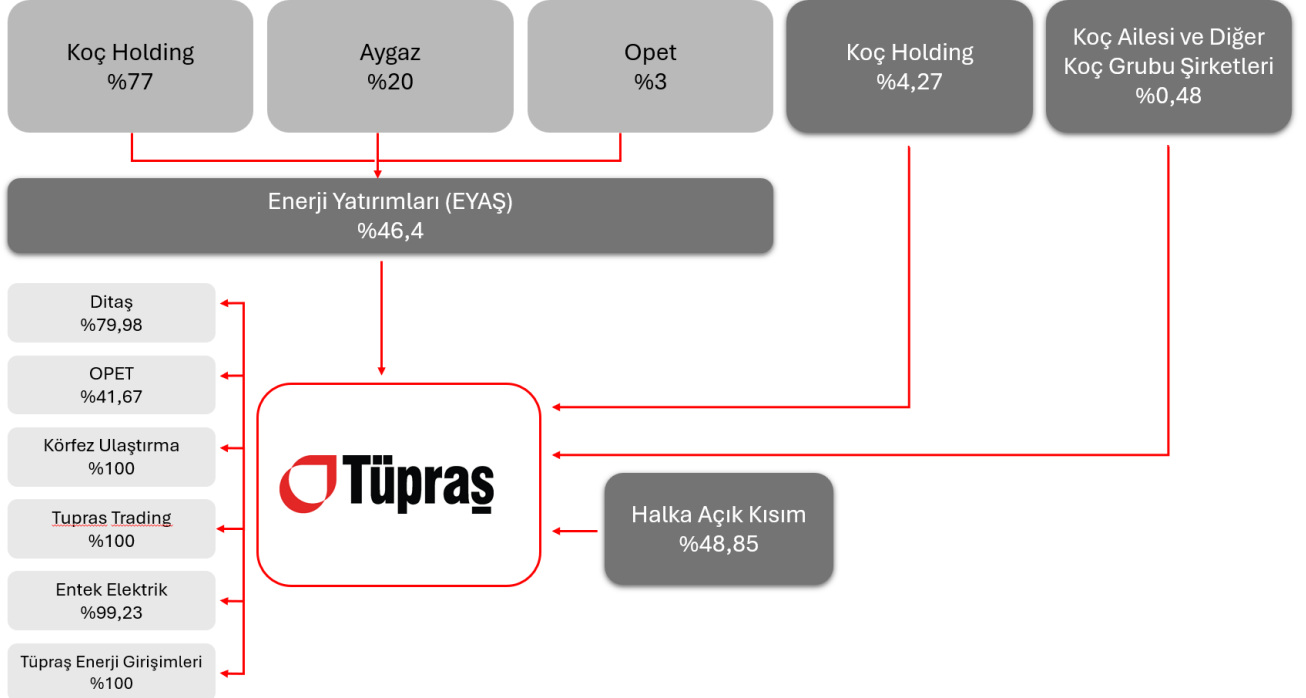 Koç Holding
%77
Aygaz
%20
Opet
%3
Koç Holding
%4,27
Koç Ailesi ve Diğer
Koç Grubu Şirketleri
%0,48
Enerji Yatırımları (EYAŞ)
%46,4
Ditaş
%79,98
OPET
%41,67
Körfez Ulaştırma
%100
Tupras Trading
%100
Entek Elektrik
%99,23
Tüpraş Enerji Girişimleri
%100
Tüpraş
Halka Açık Kısım
%48,85